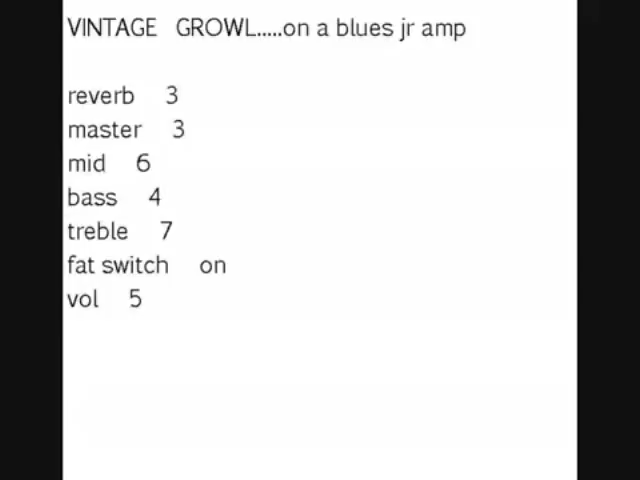 VINTAGE GROWL.....on a blues jr amp
reverb 3
master 3
mid 6
bass 4
treble 7
fat switch on
vol 5